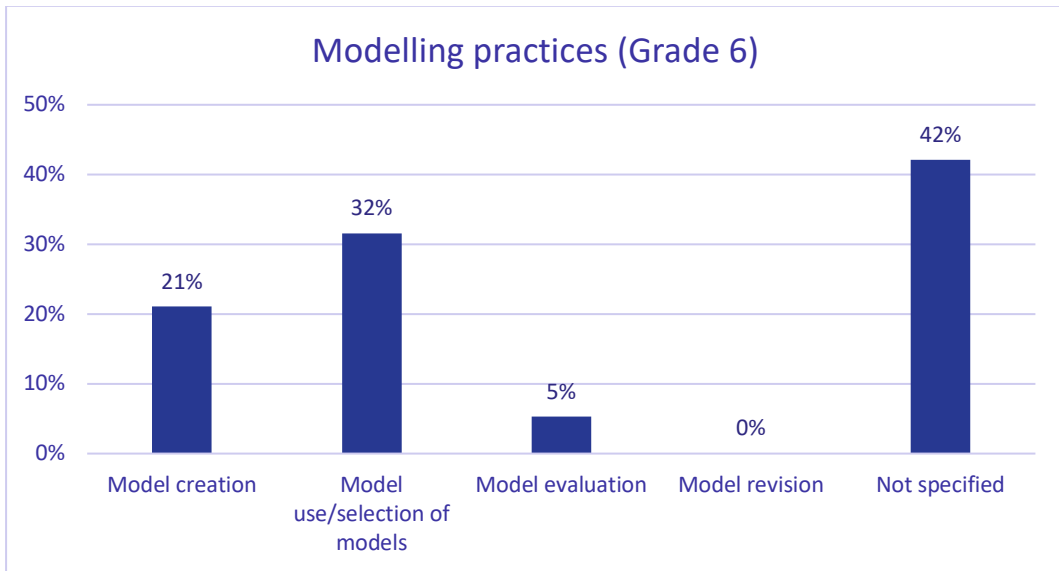 Modelling practices (Grade 6)
50%
40%
30%
20%
10%
0%
21%
32%
5%
0%
42%
Model creation
Model
use/selection of
models
Model evaluation
Model revision
Not specified